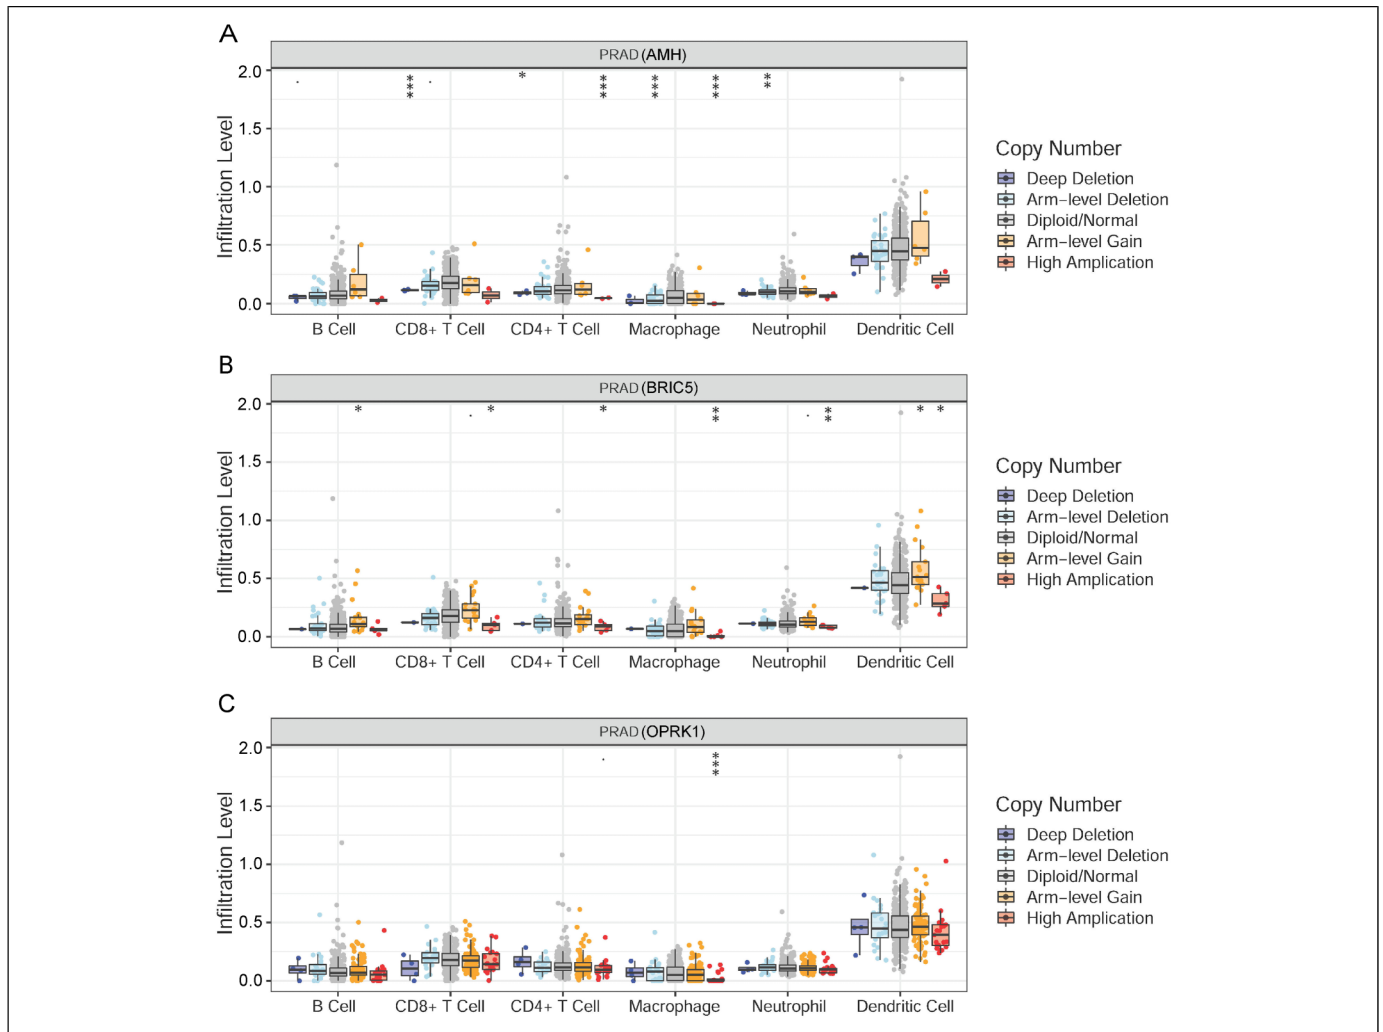 A
PRAD (AMH)
. *** . * *** *** *** **
2.0
1.5
1.0
0.5
0.0
Infiltration Level
B Cell CD8+ T Cell CD4+ T Cell Macrophage Neutrophil Dendritic Cell
Copy Number
Deep Deletion
Arm-level Deletion
Diploid/Normal
Arm-level Gain
High Amplication
B
PRAD (BRIC5)
* . * * ** . ** * *
2.0
1.5
1.0
0.5
0.0
Infiltration Level
B Cell CD8+ T Cell CD4+ T Cell Macrophage Neutrophil Dendritic Cell
Copy Number
Deep Deletion
Arm-level Deletion
Diploid/Normal
Arm-level Gain
High Amplication
C
PRAD (OPRK1)
. ***
2.0
1.5
1.0
0.5
0.0
Infiltration Level
B Cell CD8+ T Cell CD4+ T Cell Macrophage Neutrophil Dendritic Cell
Copy Number
Deep Deletion
Arm-level Deletion
Diploid/Normal
Arm-level Gain
High Amplication